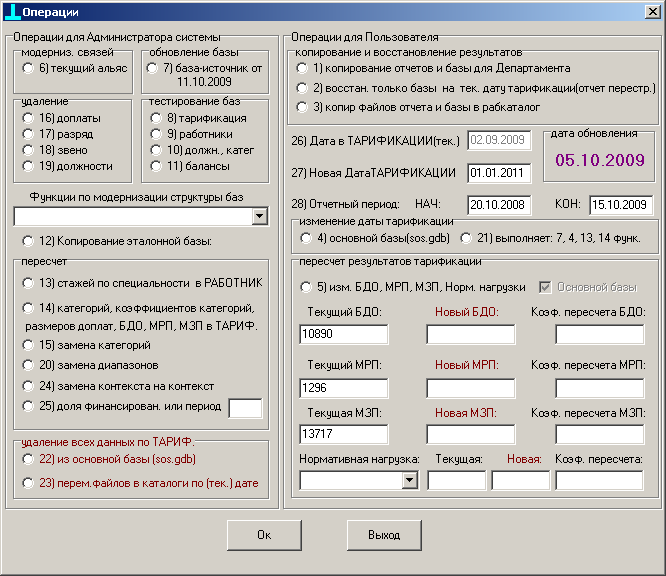 Операции
Операции для Администратора системы
модерниз. связей
6) текущий альяс
обновление базы
7) база-источник от
11.10.2009
удаление
16) доплаты
17) разряд
18) звено
19) должности
тестирование баз
8) тарификация
9) работники
10) должн., катег
11) балансы
Функции по модернизации структуры баз
12) Копирование эталонной базы:
пересчет
13) стажей по специальности в РАБОТНИК
14) категорий, коэффициентов категорий,
размеров доплат, БДО, МРП, МЗП в ТАРИФ.
15) замена категорий
20) замена диапазонов
24) замена контекста на контекст
25) доля финансирован. или период
удаление всех данных по ТАРИФ.
22) из основной базы (sos.gdb)
23) перем.файлов в каталоги по (тек.) дате
Операции для Пользователя
копирование и восстановление результатов
1) копирование отчетов и базы для Департамента
2) восстан. только базы на тек. дату тарификации(отчет перестр.)
3) копир файлов отчета и базы в рабкаталог
26) Дата в ТАРИФИКАЦИИ(тек.) 02.09.2009
27) Новая ДатаТАРИФИКАЦИИ 01.01.2011
дата обновления
05.10.2009
28) Отчетный период: НАЧ: 20.10.2008 КОН: 15.10.2009
изменение даты тарификации
4) основной базы(sos.gdb) 21) выполняет: 7, 4, 13, 14 функ.
пересчет результатов тарификации
5) изм. БДО, МРП, МЗП, Норм. нагрузки Основной базы
Текущий БДО: Новый БДО: Коэф. пересчета БДО:
10890
Текущий МРП: Новый МРП: Коэф. пересчета МРП:
1296
Текущая МЗП: Новая МЗП: Коэф. пересчета МЗП:
13717
Нормативная нагрузка: Текущая: Новая: Коэф. пересчета:
Ок
Выход